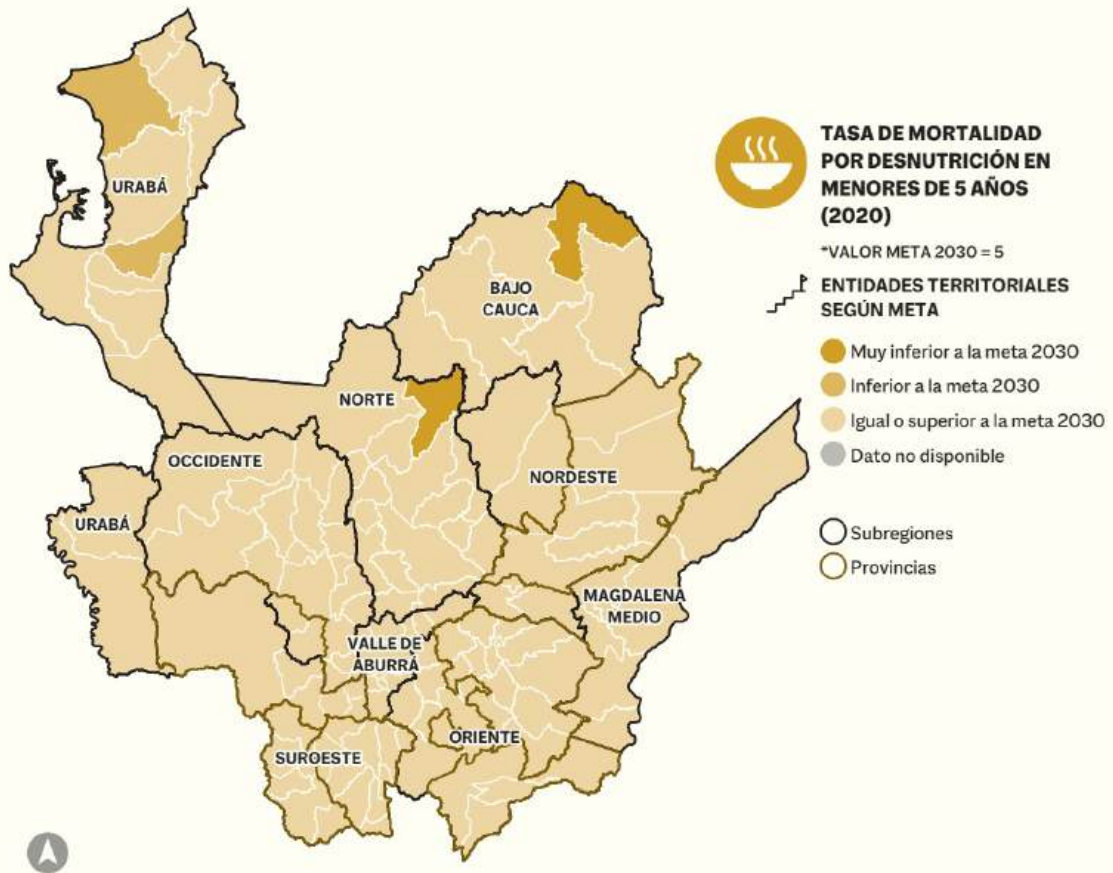 TASA DE MORTALIDAD
POR DESNUTRICIÓN EN
MENORES DE 5 AÑOS
(2020)
*VALOR META 2030 = 5
ENTIDADES TERRITORIALES
SEGÚN META
Muy inferior a la meta 2030
Inferior a la meta 2030
Igual o superior a la meta 2030
Dato no disponible
Subregiones
Provincias
URABÁ
BAJO
CAUCA
NORTE
OCCIDENTE
NORDESTE
URABÁ
MAGDALENA
MEDIO
VALLE DE
ABURRÁ
ORIENTE
SUROESTE